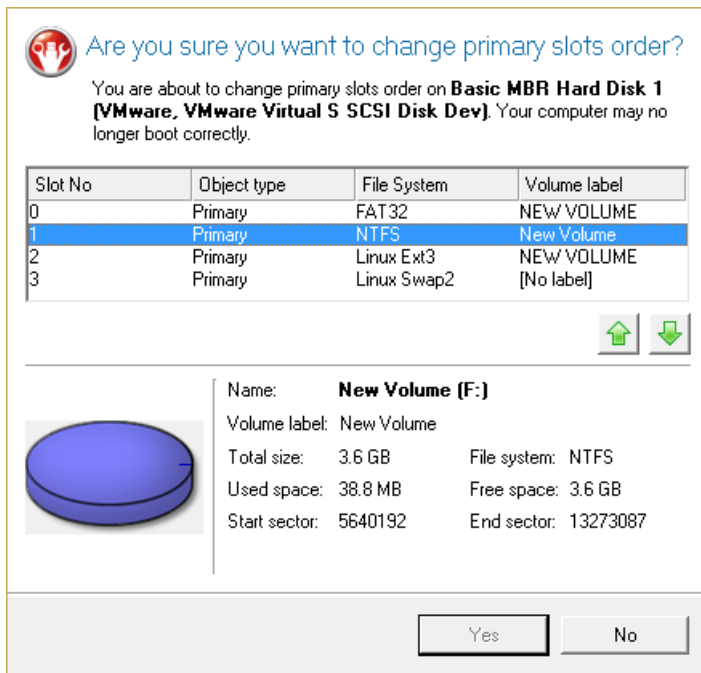 Are you sure you want to change primary slots order?
You are about to change primary slots order on Basic MBR Hard Disk 1
(VMware, VMware Virtual S SCSI Disk Dev). Your computer may no
longer boot correctly.
Slot No Object type File System Volume label
0 Primary FAT32 NEW VOLUME
1 Primary NTFS New Volume
2 Primary Linux Ext3 NEW VOLUME
3 Primary Linux Swap2 [No label]
Name: New Volume (F:)
Volume label: New Volume
Total size: 3.6 GB File system: NTFS
Used space: 38.8 MB Free space: 3.6 GB
Start sector: 5640192 End sector: 13273087
Yes No